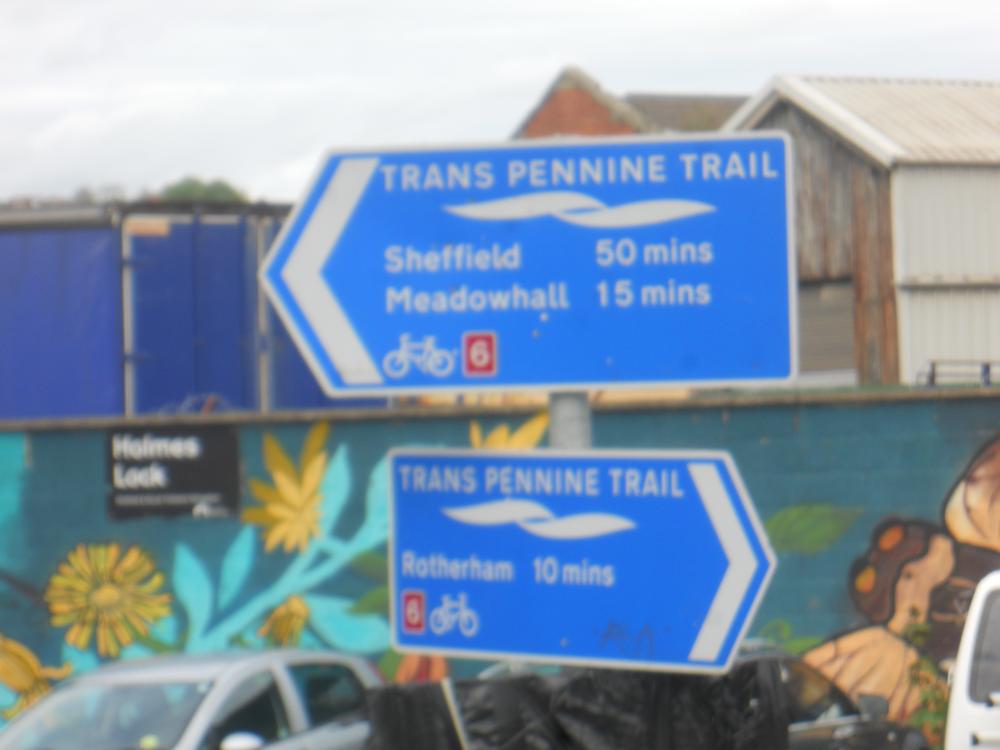 TRANS PENNINE TRAIL
Sheffield 50 mins
Meadowhall 15 mins
6
Holmes
Lock
TRANS PENNINE TRAIL
Rotherham 10 mins
6